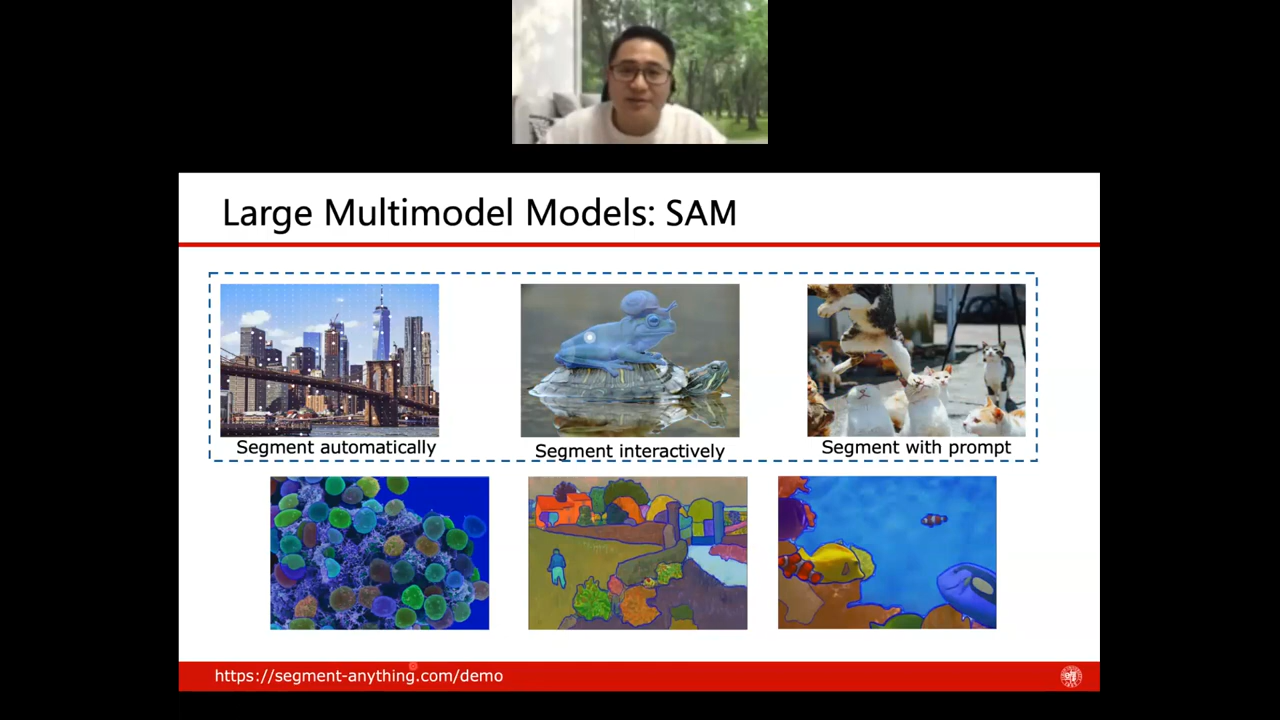 Large Multimodel Models: SAM
Segment automatically
Segment interactively
Segment with prompt
https://segment-anything.com/demo